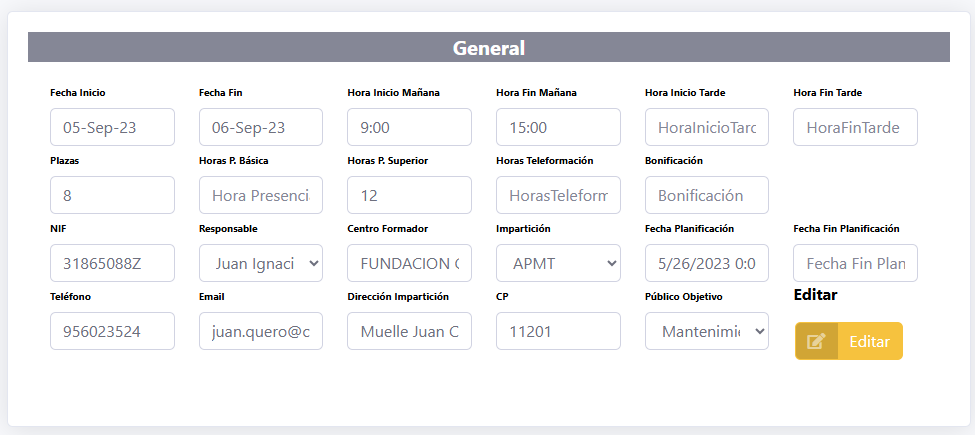 General
Fecha Inicio Fecha Fin Hora Inicio Mañana Hora Fin Mañana Hora Inicio Tarde Hora Fin Tarde
05-Sep-23 06-Sep-23 9:00 15:00 HoraInicioTarc HoraFinTarde
Plazas Horas P. Básica Horas P. Superior Horas Teleformación Bonificación
8 Hora Presenci 12 HorasTeleform Bonificación
NIF Responsable Centro Formador Impartición Fecha Planificación Fecha Fin Planificación
31865088Z Juan Ignaci FUNDACION C APMT 5/26/2023 0:0 Fecha Fin Plan
Teléfono Email Dirección Impartición CP Público Objetivo Editar
956023524 juan.quero@c Muelle Juan C 11201 Mantenimie Editar